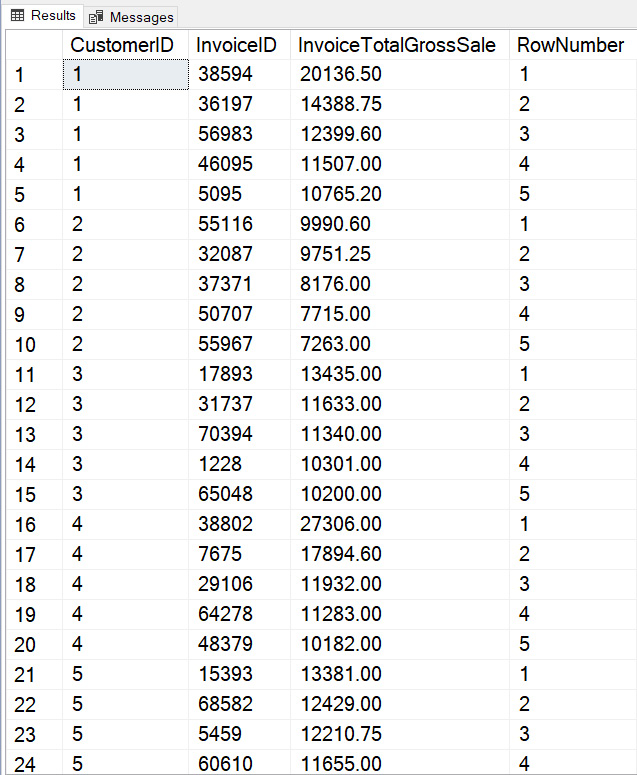 Results Messages
CustomerID InvoiceID InvoiceTotalGrossSale RowNumber
1 1 38594 20136.50 1
2 1 36197 14388.75 2
3 1 56983 12399.60 3
4 1 46095 11507.00 4
5 1 5095 10765.20 5
6 2 55116 9990.60 1
7 2 32087 9751.25 2
8 2 37371 8176.00 3
9 2 50707 7715.00 4
10 2 55967 7263.00 5
11 3 17893 13435.00 1
12 3 31737 11633.00 2
13 3 70394 11340.00 3
14 3 1228 10301.00 4
15 3 65048 10200.00 5
16 4 38802 27306.00 1
17 4 7675 17894.60 2
18 4 29106 11932.00 3
19 4 64278 11283.00 4
20 4 48379 10182.00 5
21 5 15393 13381.00 1
22 5 68582 12429.00 2
23 5 5459 12210.75 3
24 5 60610 11655.00 4